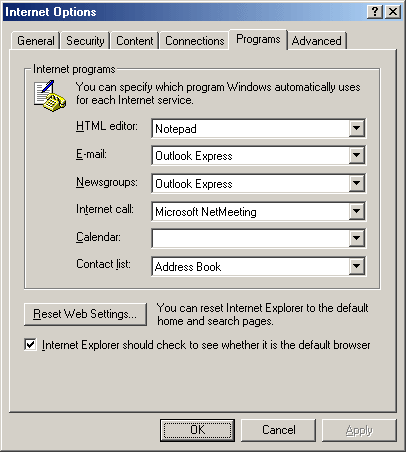 Internet Options
General Security Content Connections Programs Advanced
Internet programs
You can specify which program Windows automatically uses
for each Internet service.
HTML editor: Notepad
E-mail: Outlook Express
Newsgroups: Outlook Express
Internet call: Microsoft NetMeeting
Calendar:
Contact list: Address Book
Reset Web Settings... You can reset Internet Explorer to the default
home and search pages.
Internet Explorer should check to see whether it is the default browser
OK Cancel Apply